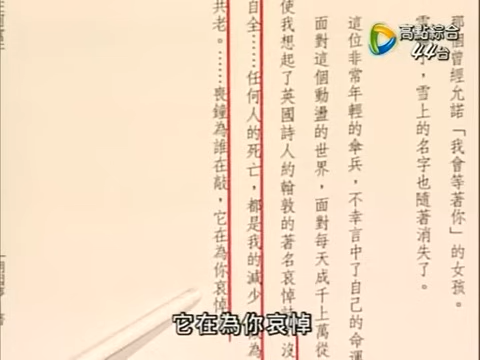 高點綜合
44台
那個曾經允諾「我會等著你」的女孩。
雪了，雪上的名字也隨著消失了。
這位非常年輕的傘兵，不幸言中了自己的命運
面對這個動盪的世界，面對每天成千上萬從
使我想起了英國詩人約翰敦的著名哀悼沒
自全……任何人的死亡，都是我的減少為
共老。……喪鐘為誰在敲，它在為你哀悼
它在為你哀悼